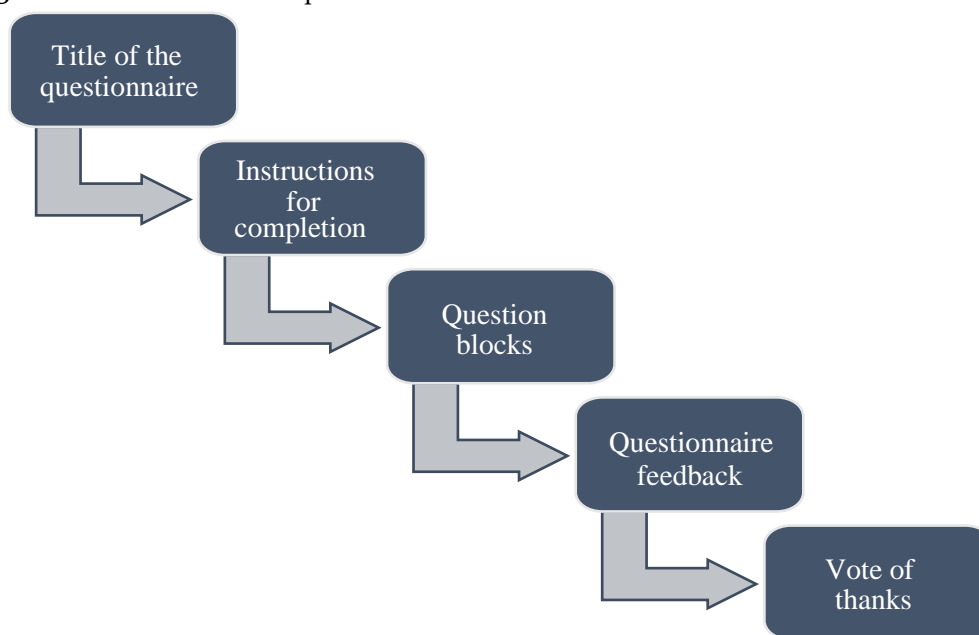 Title of the
questionnaire
Instructions
for
completion
Question
blocks
Questionnaire
feedback
Vote of
thanks